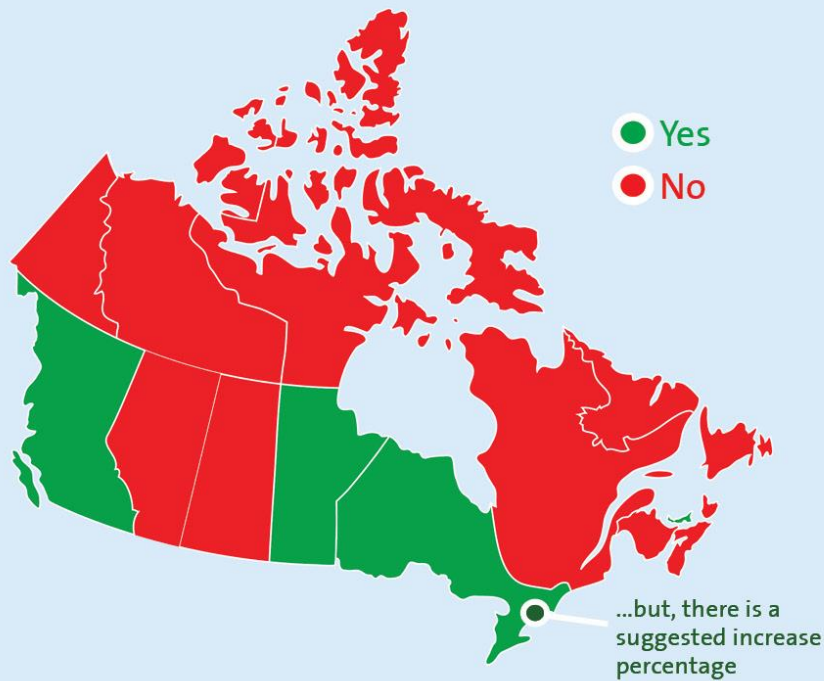 Yes
No
...but, there is a
suggested increase
percentage